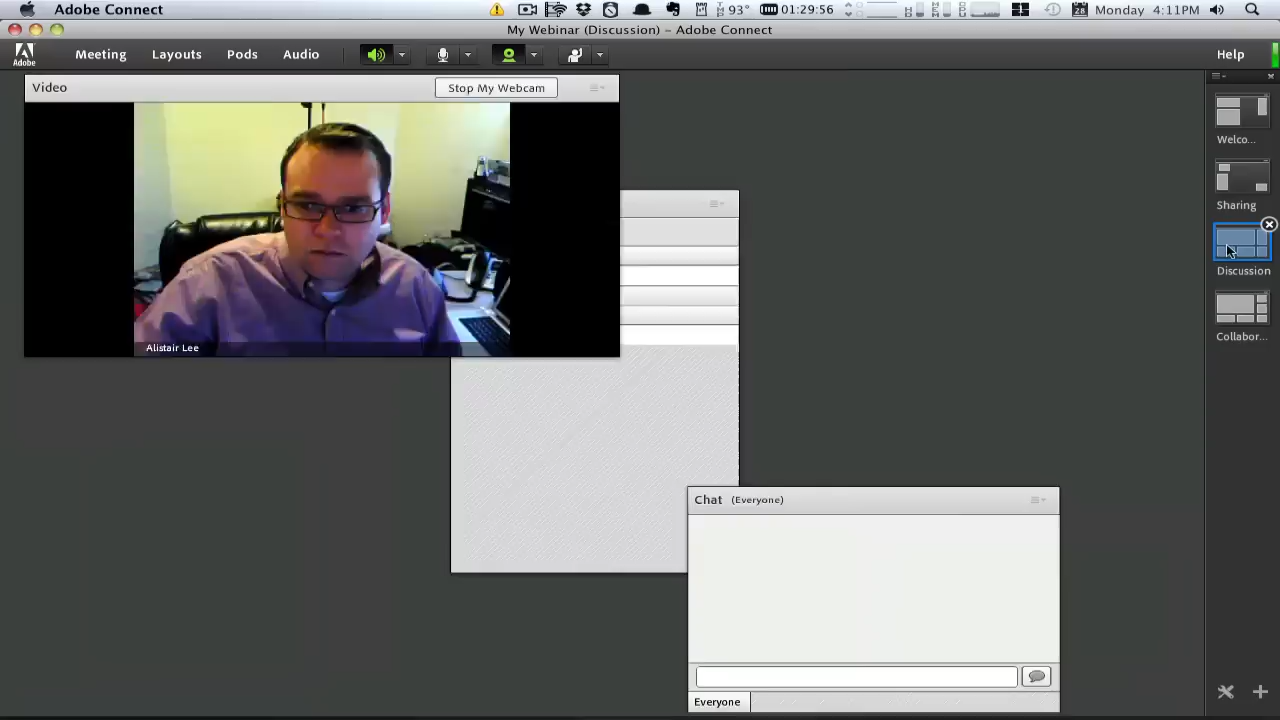 Adobe Connect
93°
01:29:56
28
Monday
4:11PM
My Webinar (Discussion) – Adobe Connect
Adobe
Meeting
Layouts
Pods
Audio
Help
Video
Stop My Webcam
Alistair Lee
Chat (Everyone)
Everyone
Welco...
Sharing
Discussion
Collabor...